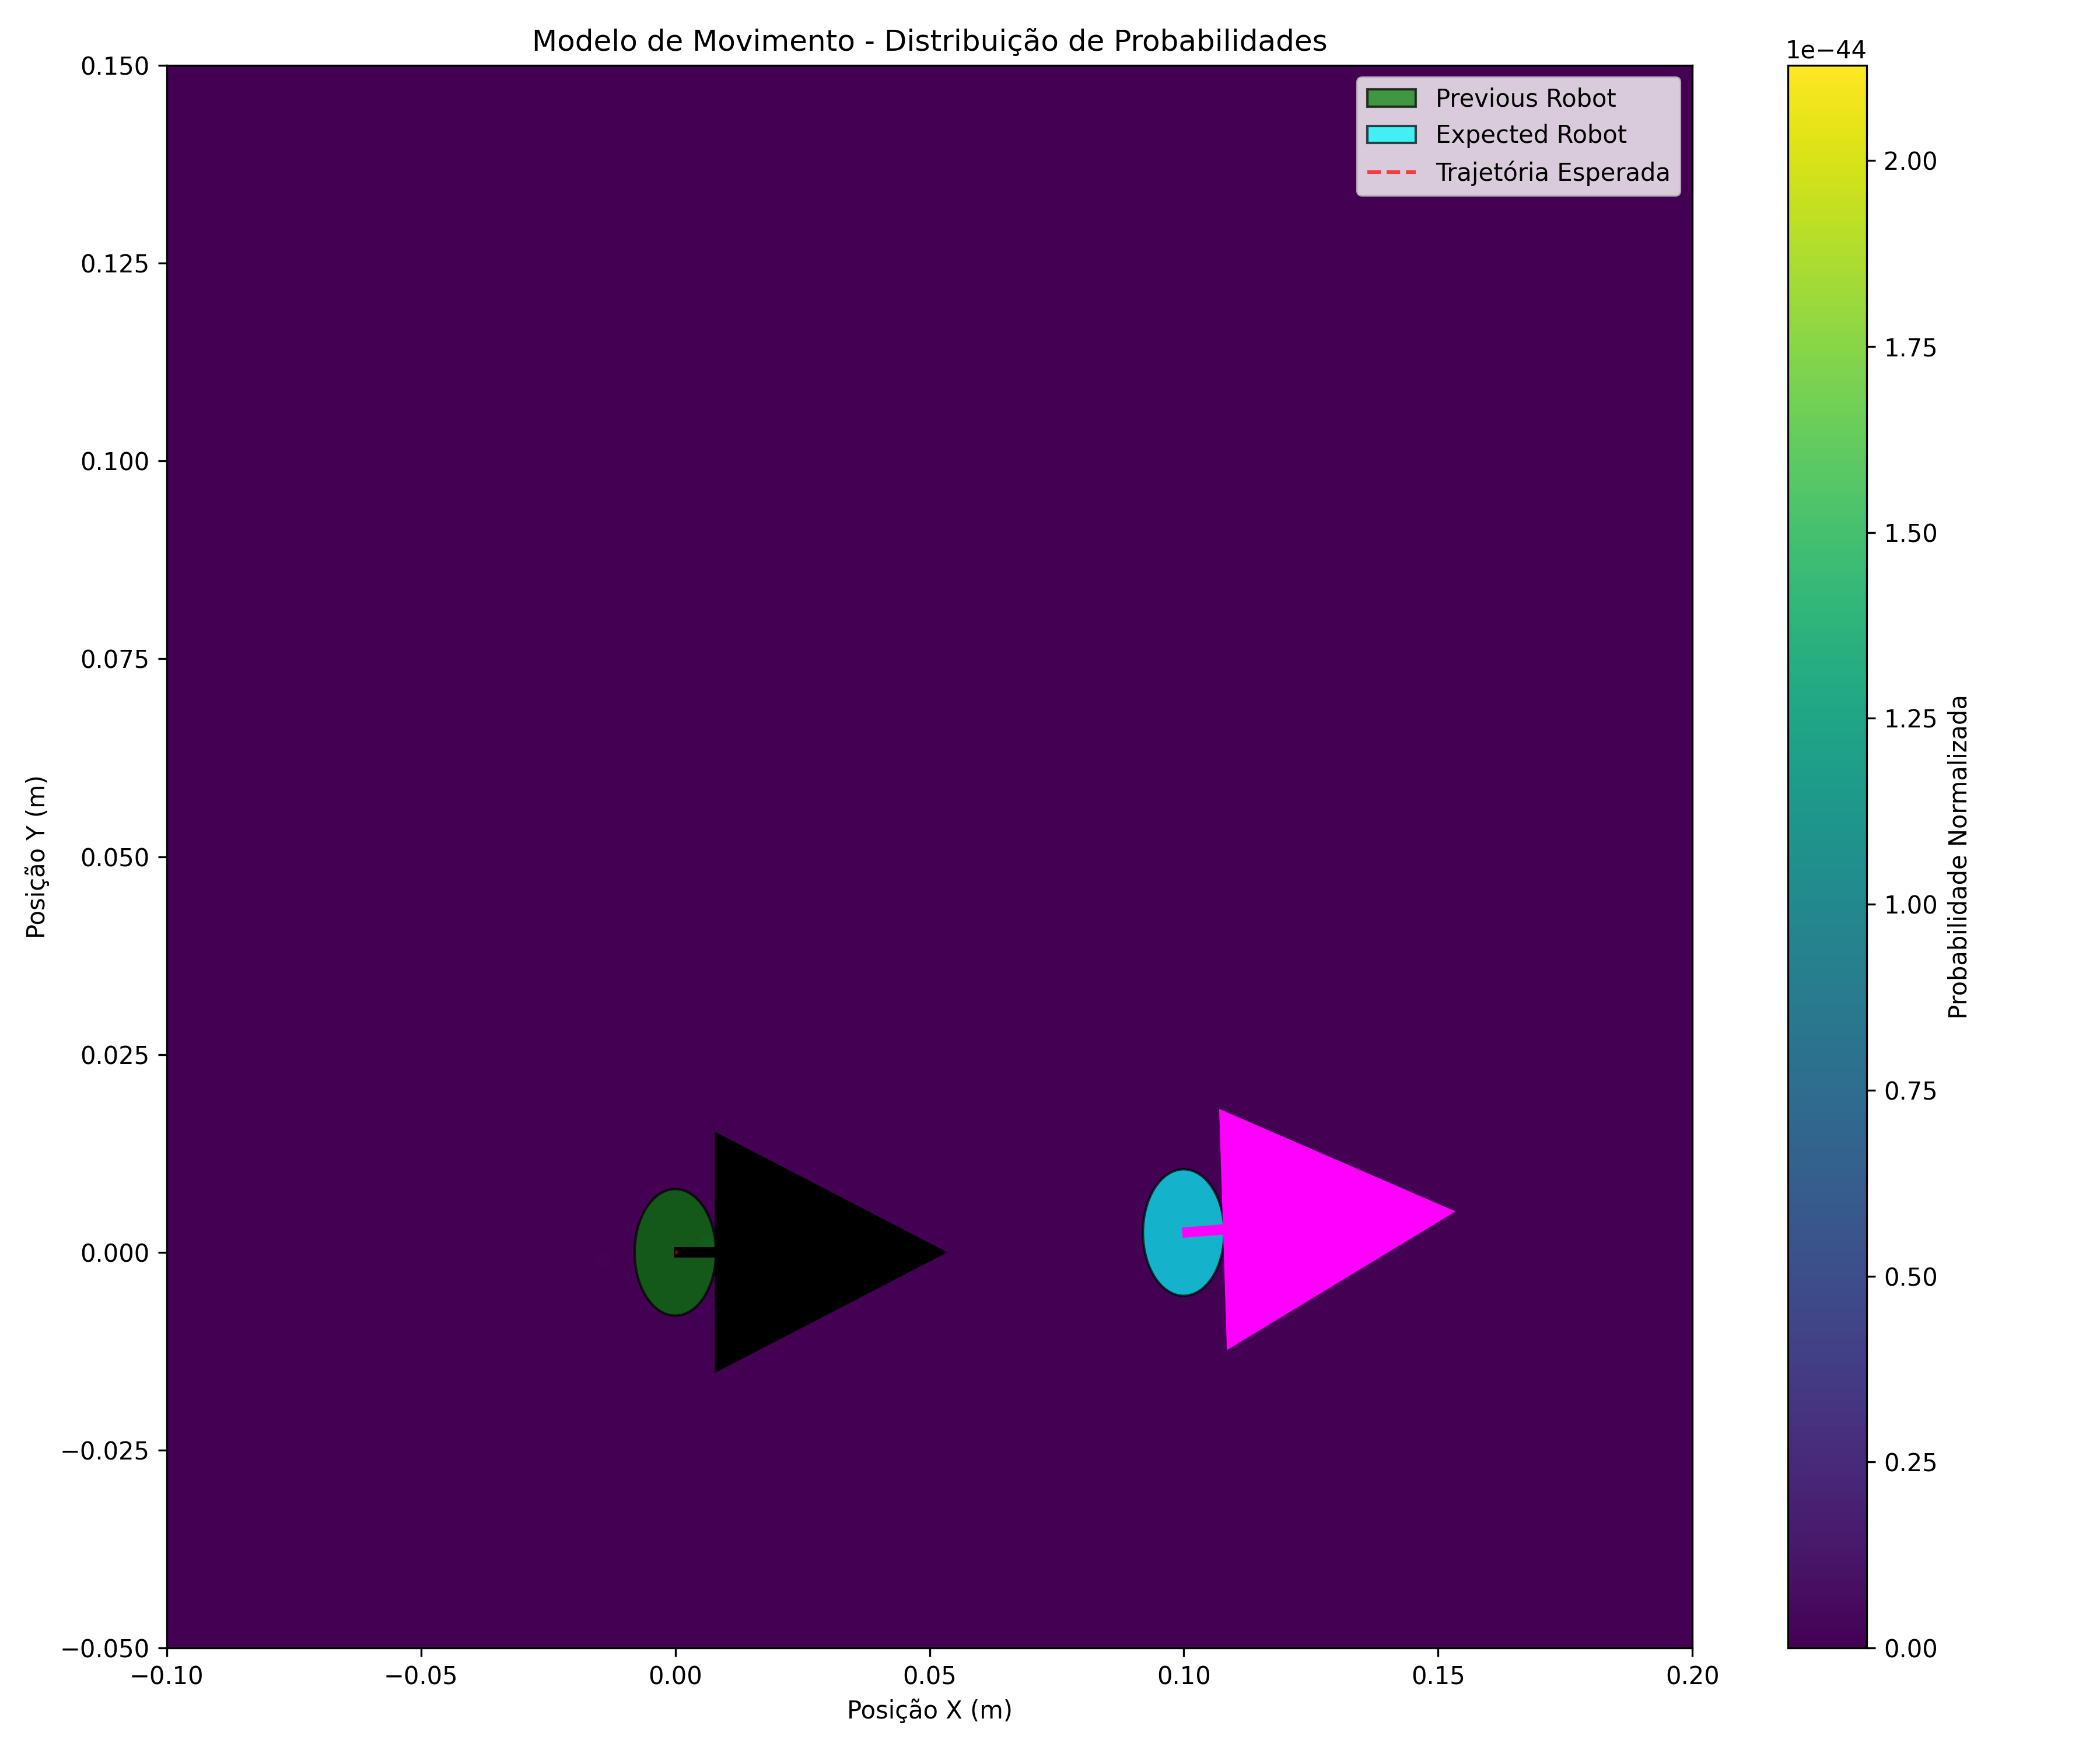 Modelo de Movimento - Distribuição de Probabilidades
1e−44
0.150
0.125
0.100
0.075
0.050
0.025
0.000
−0.025
−0.050
Posição Y (m)
Previous Robot
Expected Robot
Trajetória Esperada
2.00
1.75
1.50
1.25
1.00
0.75
0.50
0.25
0.00
Probabilidade Normalizada
−0.10 −0.05 0.00 0.05 0.10 0.15 0.20
Posição X (m)